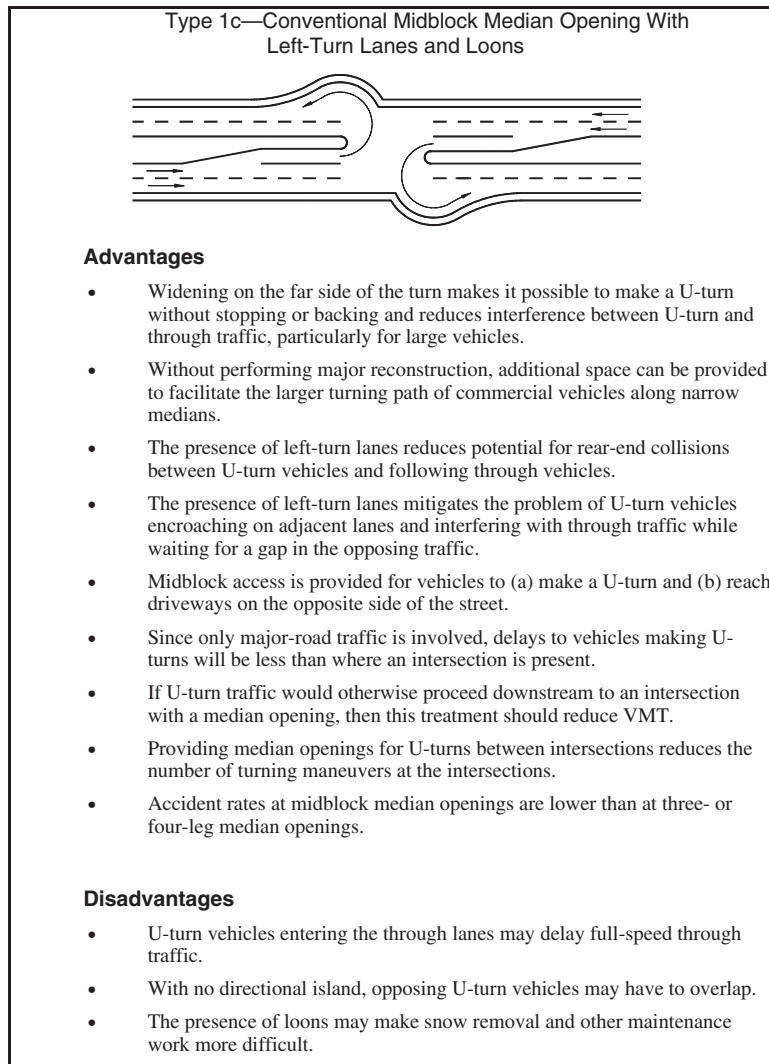 Type 1c—Conventional Midblock Median Opening With
Left-Turn Lanes and Loons
Advantages
• Widening on the far side of the turn makes it possible to make a U-turn
without stopping or backing and reduces interference between U-turn and
through traffic, particularly for large vehicles.
• Without performing major reconstruction, additional space can be provided
to facilitate the larger turning path of commercial vehicles along narrow
medians.
• The presence of left-turn lanes reduces potential for rear-end collisions
between U-turn vehicles and following through vehicles.
• The presence of left-turn lanes mitigates the problem of U-turn vehicles
encroaching on adjacent lanes and interfering with through traffic while
waiting for a gap in the opposing traffic.
• Midblock access is provided for vehicles to (a) make a U-turn and (b) reach
driveways on the opposite side of the street.
• Since only major-road traffic is involved, delays to vehicles making U-
turns will be less than where an intersection is present.
• If U-turn traffic would otherwise proceed downstream to an intersection
with a median opening, then this treatment should reduce VMT.
• Providing median openings for U-turns between intersections reduces the
number of turning maneuvers at the intersections.
• Accident rates at midblock median openings are lower than at three- or
four-leg median openings.
Disadvantages
• U-turn vehicles entering the through lanes may delay full-speed through
traffic.
• With no directional island, opposing U-turn vehicles may have to overlap.
• The presence of loons may make snow removal and other maintenance
work more difficult.